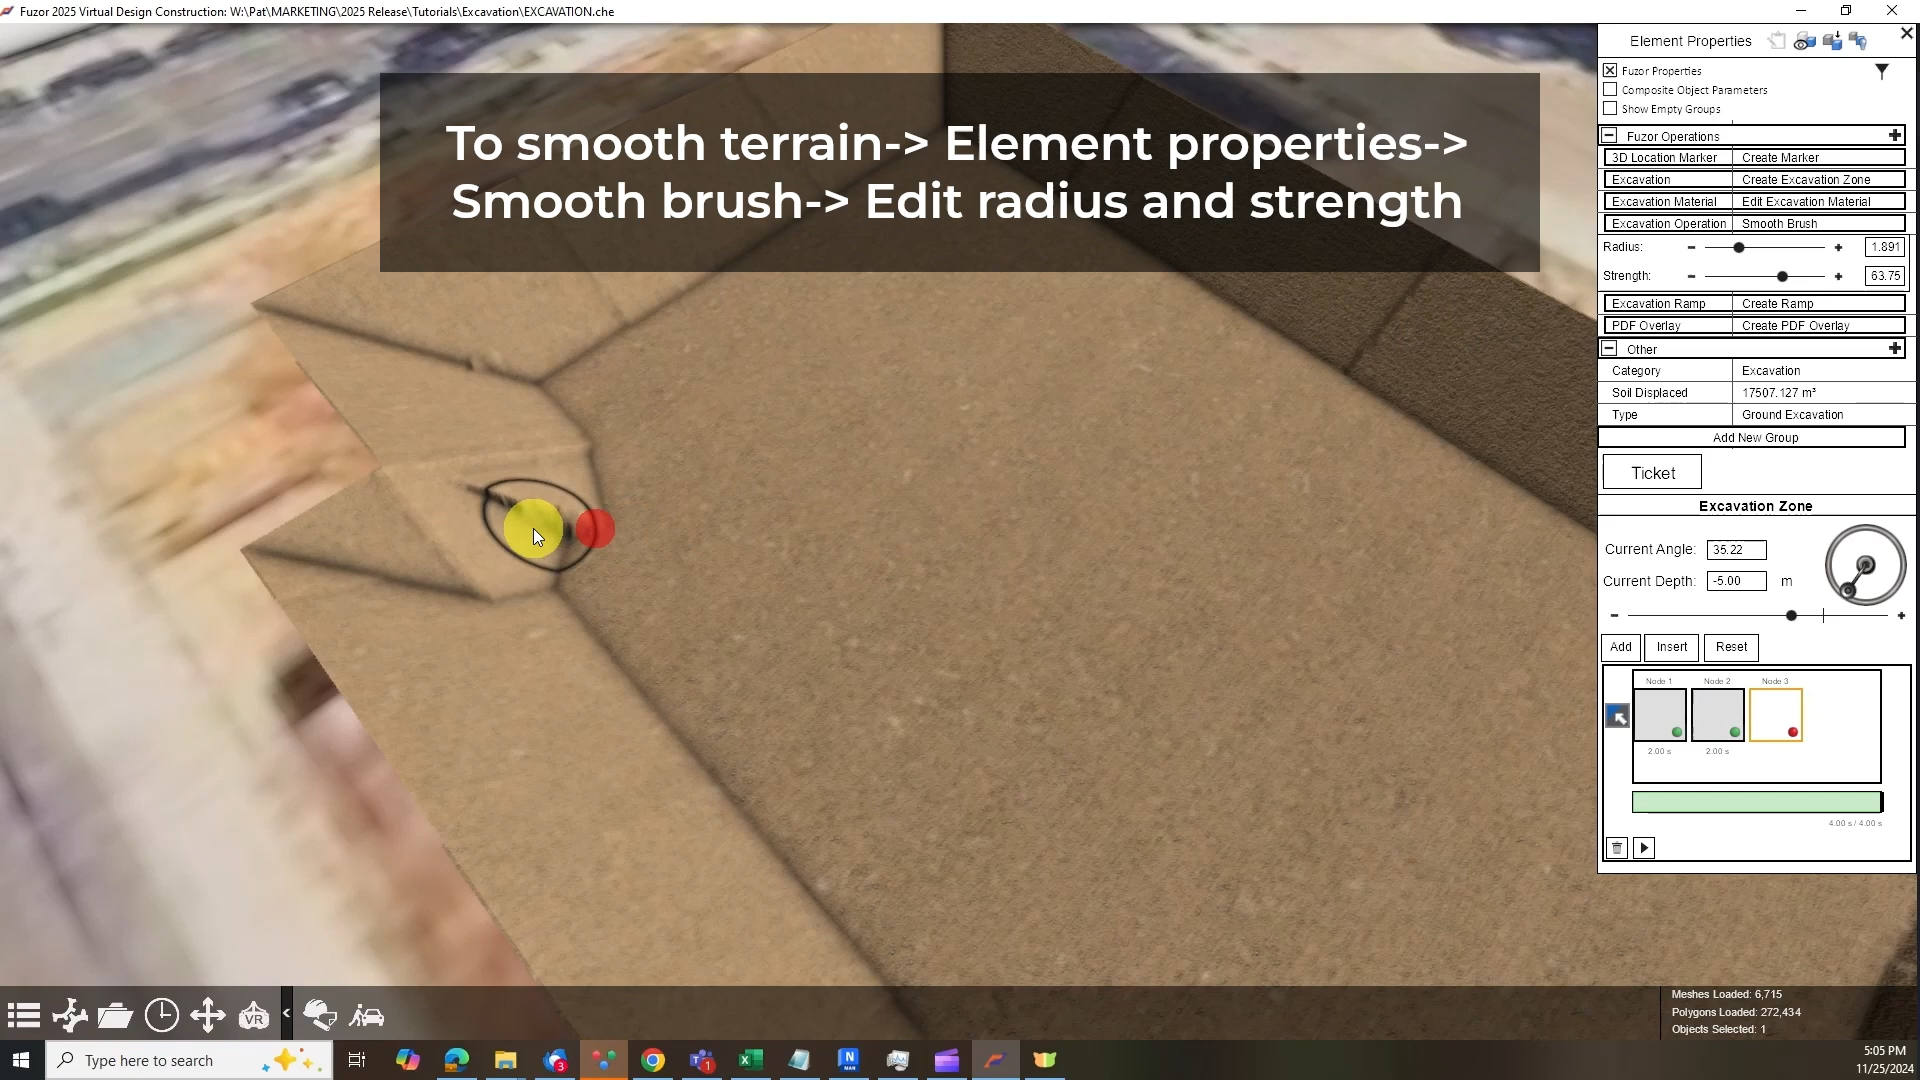 Fuzor 2025 Virtual Design Construction: W:\Pat\MARKETING\2025 Release\Tutorials\Excavation\EXCAVATION.che
To smooth terrain-> Element properties->
Smooth brush-> Edit radius and strength
Element Properties
Fuzor Properties
Composite Object Parameters
Show Empty Groups
Fuzor Operations
3D Location Marker Create Marker
Excavation Create Excavation Zone
Excavation Material Edit Excavation Material
Excavation Operation Smooth Brush
Radius: - + 1.891
Strength: - + 63.75
Excavation Ramp Create Ramp
PDF Overlay Create PDF Overlay
Other
Category Excavation
Soil Displaced 17507.127 m³
Type Ground Excavation
Add New Group
Ticket
Excavation Zone
Current Angle: 35.22
Current Depth: -5.00 m
- +
Add Insert Reset
Node 1 Node 2 Node 3
2.00 s 2.00 s
4.00 s / 4.00 s
VR
<
Meshes Loaded: 6,715
Polygons Loaded: 272,434
Objects Selected: 1
Type here to search
5:05 PM
11/25/2024